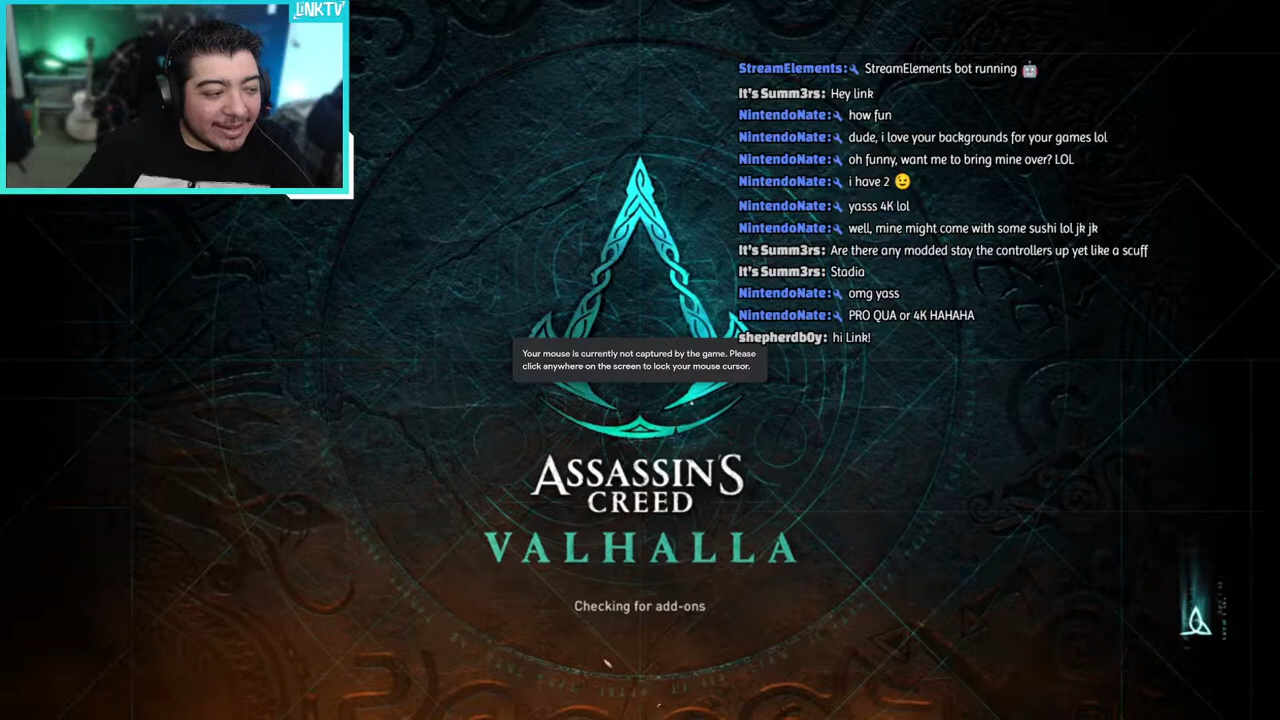 LiNKTV
StreamElements: StreamElements bot running 🤖
It's Summ3rs: Hey link
NintendoNate: how fun
NintendoNate: dude, i love your backgrounds for your games lol
NintendoNate: oh funny, want me to bring mine over? LOL
NintendoNate: i have 2 😉
NintendoNate: yasss 4K lol
NintendoNate: well, mine might come with some sushi lol jk jk
It's Summ3rs: Are there any modded stay the controllers up yet like a scuff
It's Summ3rs: Stadia
NintendoNate: omg yass
NintendoNate: PRO QUA or 4K HAHAHA
shepherdb0y: hi Link!
Your mouse is currently not captured by the game. Please
click anywhere on the screen to lock your mouse cursor.
ASSASSIN'S
CREED
VALHALLA
Checking for add-ons